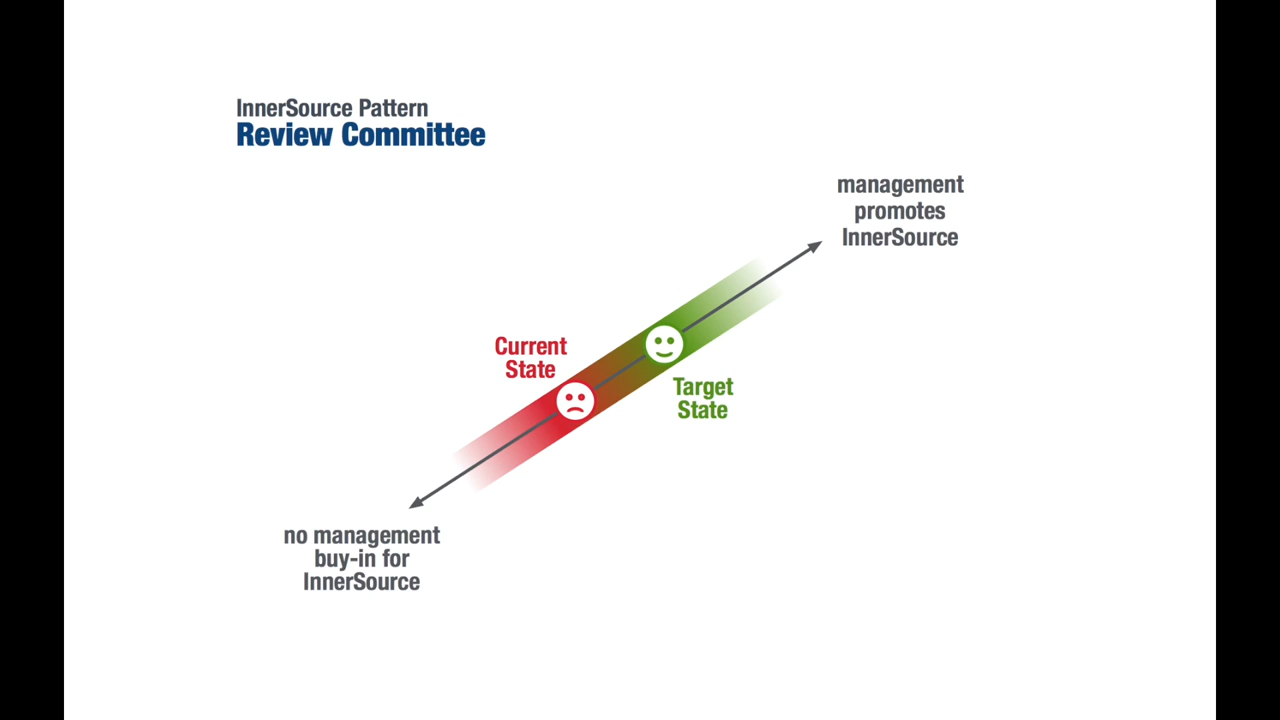 InnerSource Pattern
Review Committee
management
promotes
InnerSource
Current
State
Target
State
no management
buy-in for
InnerSource